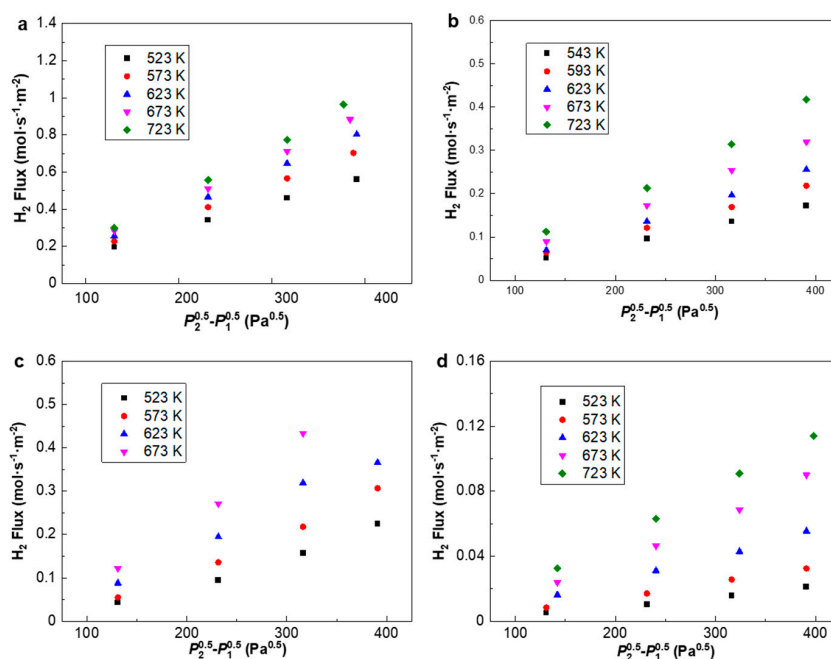 a
1.4
1.2
1
0.8
0.6
0.4
0.2
0
H₂ Flux (mol·s⁻¹·m⁻²)
523 K
573 K
623 K
673 K
723 K
100 200 300 400
P₂^0.5-P₁^0.5 (Pa^0.5)
b
0.6
0.5
0.4
0.3
0.2
0.1
0
H₂ Flux (mol·s⁻¹·m⁻²)
543 K
593 K
623 K
673 K
723 K
100 200 300 400
P₂^0.5-P₁^0.5 (Pa^0.5)
c
0.6
0.5
0.4
0.3
0.2
0.1
0
H₂ Flux (mol·s⁻¹·m⁻²)
523 K
573 K
623 K
673 K
100 200 300 400
P₂^0.5-P₁^0.5 (Pa^0.5)
d
0.16
0.12
0.08
0.04
0
H₂ Flux (mol·s⁻¹·m⁻²)
523 K
573 K
623 K
673 K
723 K
100 200 300 400
P₂^0.5-P₁^0.5 (Pa^0.5)